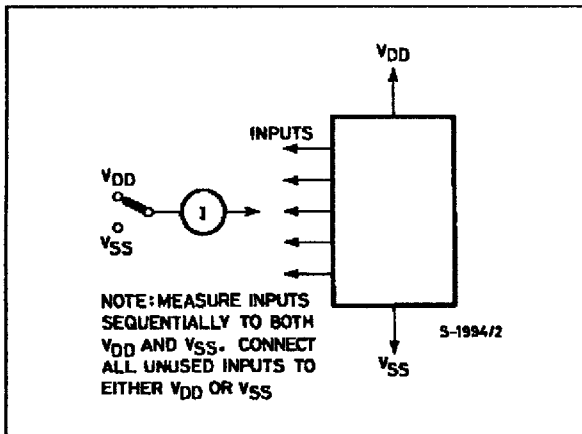 VDD
INPUTS
VDD
I
VSS
NOTE: MEASURE INPUTS
SEQUENTIALLY TO BOTH
VDD AND VSS. CONNECT
ALL UNUSED INPUTS TO
EITHER VDD OR VSS
S-1994/2
VSS